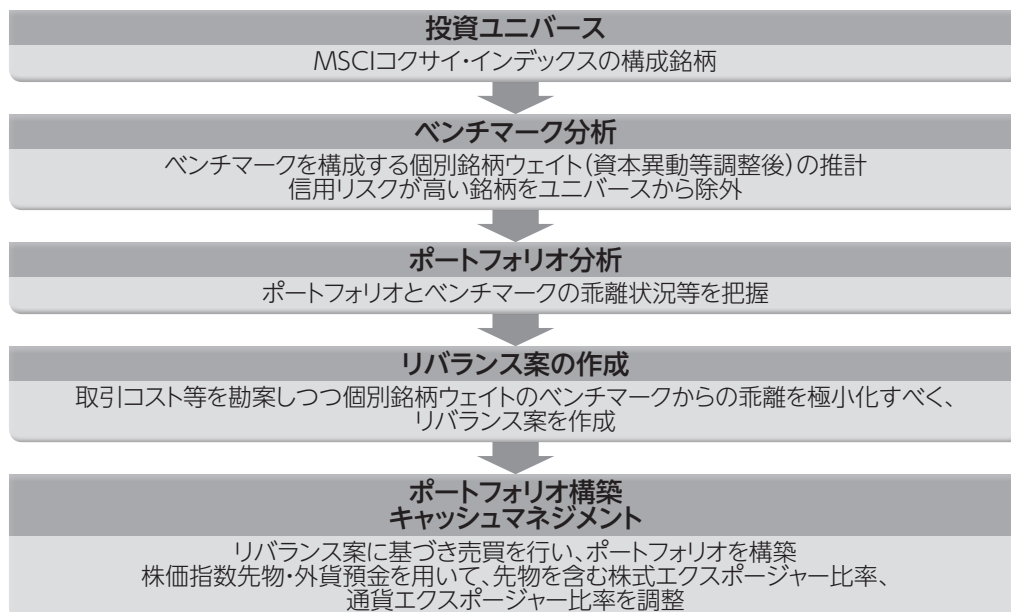 投資ユニバース
MSCIコクサイ・インデックスの構成銘柄
ベンチマーク分析
ベンチマークを構成する個別銘柄ウェイト(資本異動等調整後)の推計
信用リスクが高い銘柄をユニバースから除外
ポートフォリオ分析
ポートフォリオとベンチマークの乖離状況等を把握
リバランス案の作成
取引コスト等を勘案しつつ個別銘柄ウェイトのベンチマークからの乖離を極小化すべく、
リバランス案を作成
ポートフォリオ構築
キャッシュマネジメント
リバランス案に基づき売買を行い、ポートフォリオを構築
株価指数先物・外貨預金を用いて、先物を含む株式エクスポージャー比率、
通貨エクスポージャー比率を調整